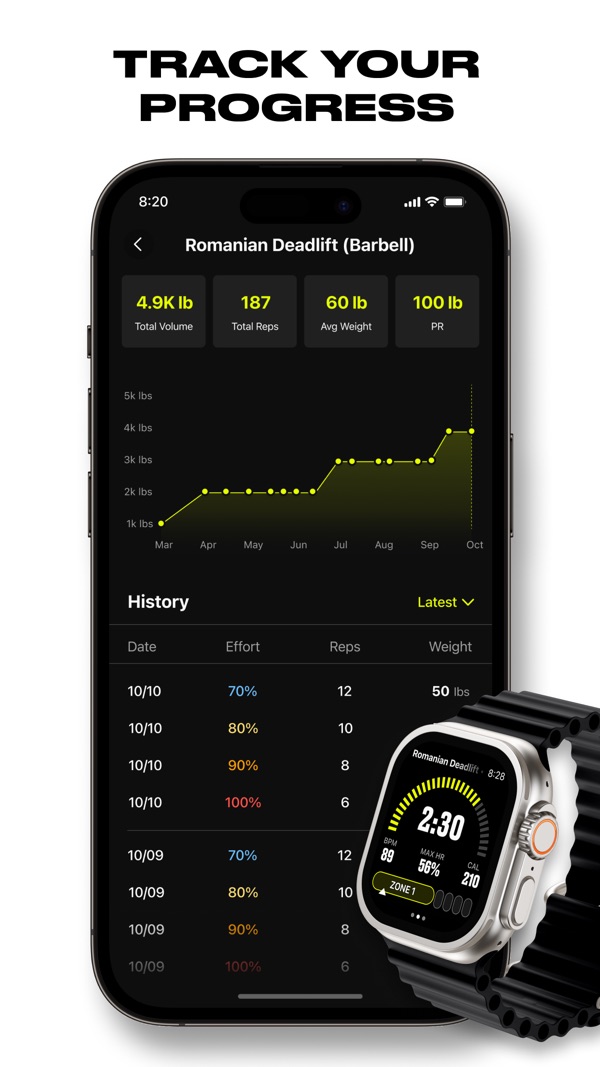 TRACK YOUR
PROGRESS
8:20
Romanian Deadlift (Barbell)
4.9K lb 187 60 lb 100 lb
Total Volume Total Reps Avg Weight PR
5k lbs
4k lbs
3k lbs
2k lbs
1k lbs
Mar Apr May Jun Jul Aug Sep Oct
History Latest
Date Effort Reps Weight
10/10 70% 12 50 lbs
10/10 80% 10
10/10 90% 8
10/10 100% 6
10/09 70% 12
10/09 80% 10
10/09 90% 8
10/09 100% 6
Romanian Deadlift 8:28
2:30
BPM MAX HR CAL
89 56% 210
ZONE 1